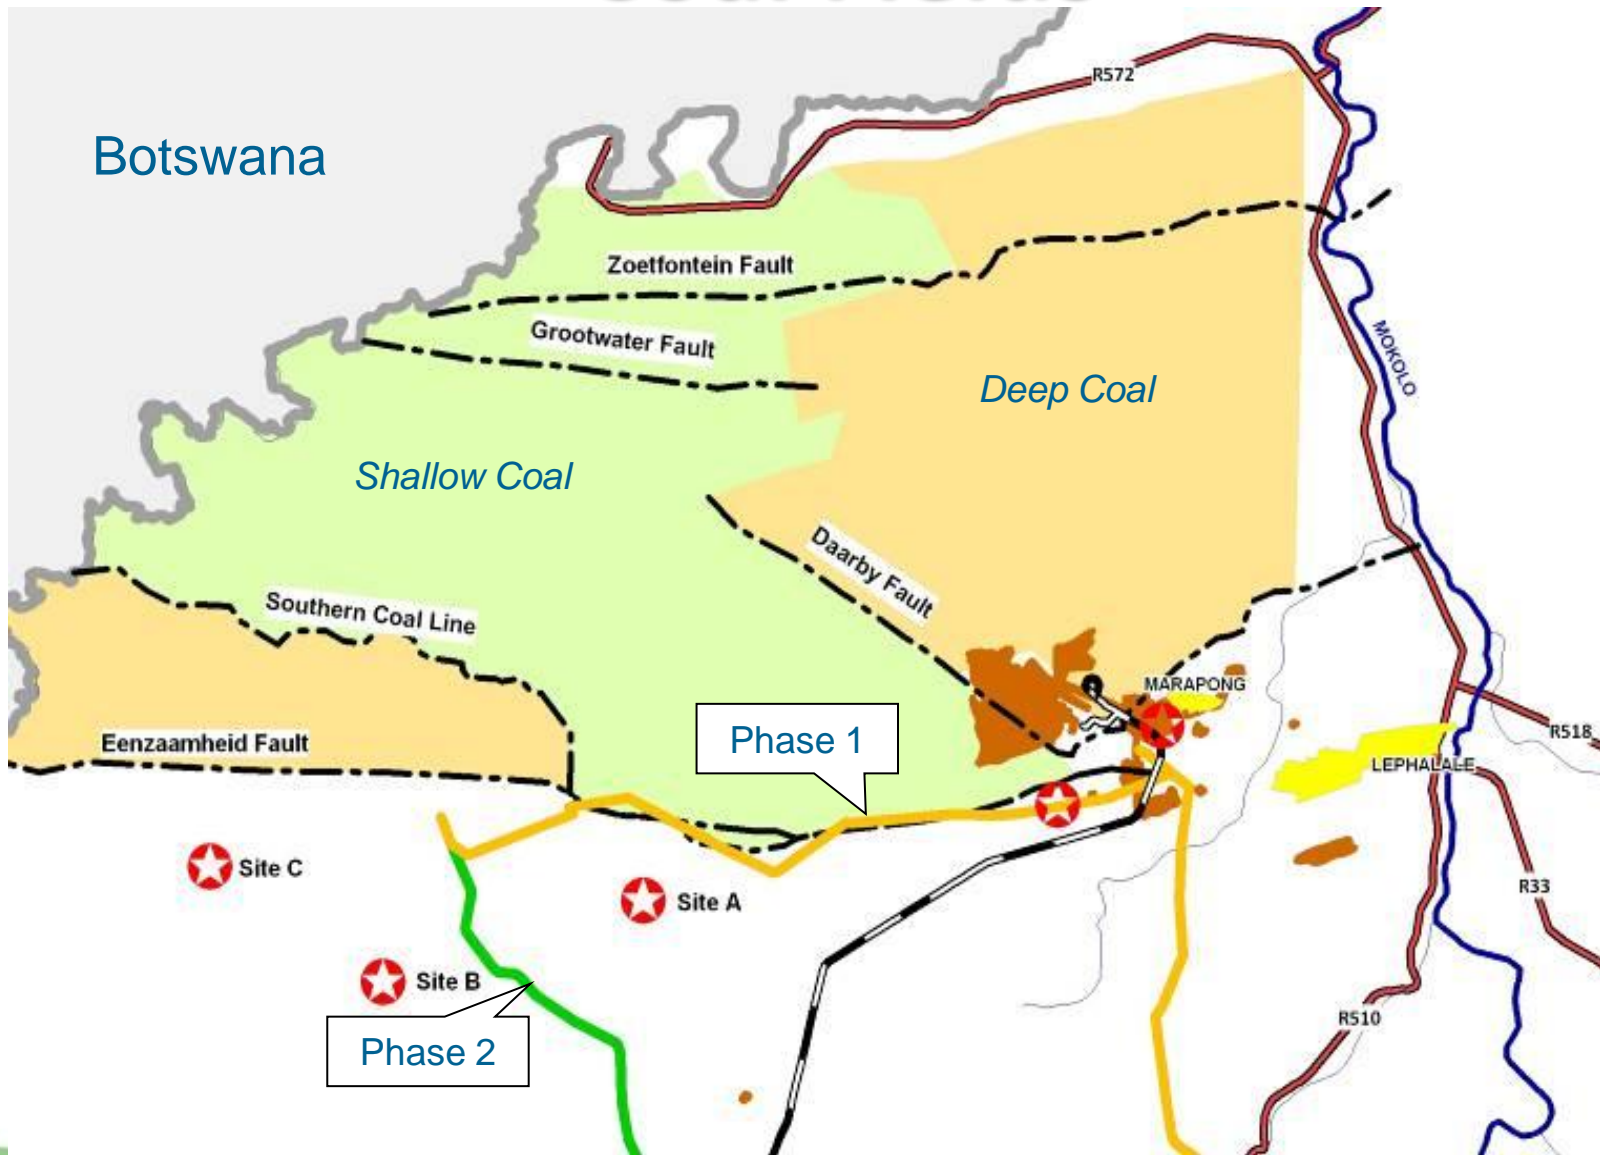 R572
Botswana
Zoetfontein Fault
Grootwater Fault
MOKOLO
Deep Coal
Shallow Coal
Daarby Fault
Southern Coal Line
MARAPONG
Eenzaamheid Fault
Phase 1
R518
LEPHALALE
Site C
Site A
R33
Site B
R510
Phase 2